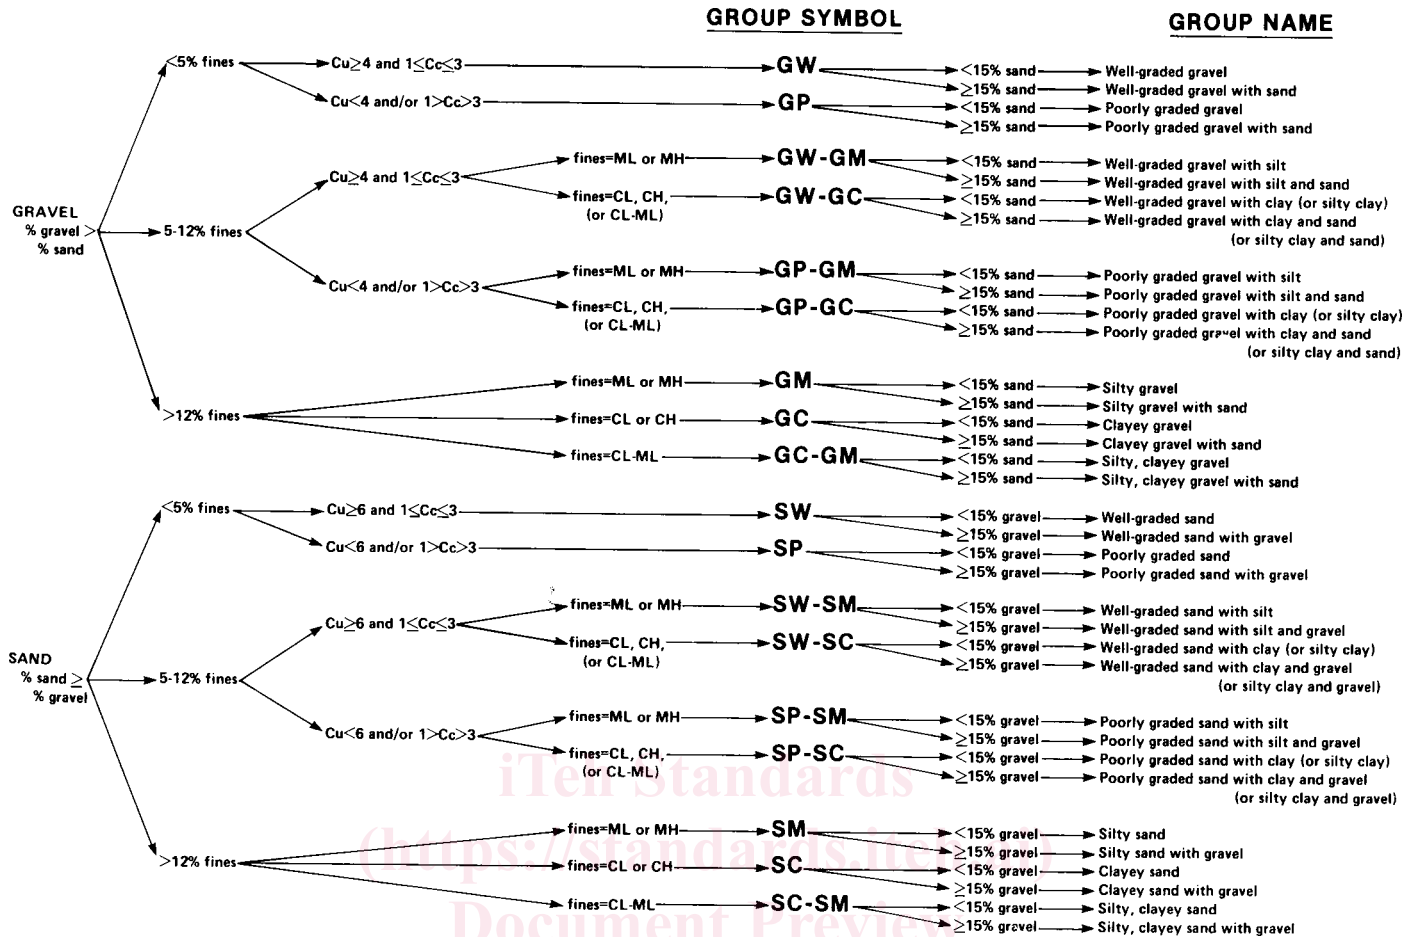 GROUP SYMBOL
GROUP NAME
<5% fines
Cu≥4 and 1≤Cc≤3
GW
<15% sand
Well-graded gravel
≥15% sand
Well-graded gravel with sand
Cu<4 and/or 1>Cc>3
GP
<15% sand
Poorly graded gravel
≥15% sand
Poorly graded gravel with sand
GRAVEL
% gravel >
% sand
5-12% fines
Cu≥4 and 1≤Cc≤3
fines=ML or MH
GW-GM
<15% sand
Well-graded gravel with silt
≥15% sand
Well-graded gravel with silt and sand
fines=CL, CH,
(or CL-ML)
GW-GC
<15% sand
Well-graded gravel with clay (or silty clay)
≥15% sand
Well-graded gravel with clay and sand
(or silty clay and sand)
Cu<4 and/or 1>Cc>3
fines=ML or MH
GP-GM
<15% sand
Poorly graded gravel with silt
≥15% sand
Poorly graded gravel with silt and sand
fines=CL, CH,
(or CL-ML)
GP-GC
<15% sand
Poorly graded gravel with clay (or silty clay)
≥15% sand
Poorly graded gravel with clay and sand
(or silty clay and sand)
>12% fines
fines=ML or MH
GM
<15% sand
Silty gravel
≥15% sand
Silty gravel with sand
fines=CL or CH
GC
<15% sand
Clayey gravel
≥15% sand
Clayey gravel with sand
fines=CL-ML
GC-GM
<15% sand
Silty, clayey gravel
≥15% sand
Silty, clayey gravel with sand
<5% fines
Cu≥6 and 1≤Cc≤3
SW
<15% gravel
Well-graded sand
≥15% gravel
Well-graded sand with gravel
Cu<6 and/or 1>Cc>3
SP
<15% gravel
Poorly graded sand
≥15% gravel
Poorly graded sand with gravel
SAND
% sand ≥
% gravel
5-12% fines
Cu≥6 and 1≤Cc≤3
fines=ML or MH
SW-SM
<15% gravel
Well-graded sand with silt
≥15% gravel
Well-graded sand with silt and gravel
fines=CL, CH,
(or CL-ML)
SW-SC
<15% gravel
Well-graded sand with clay (or silty clay)
≥15% gravel
Well-graded sand with clay and gravel
(or silty clay and gravel)
Cu<6 and/or 1>Cc>3
fines=ML or MH
SP-SM
<15% gravel
Poorly graded sand with silt
≥15% gravel
Poorly graded sand with silt and gravel
fines=CL, CH,
(or CL-ML)
SP-SC
<15% gravel
Poorly graded sand with clay (or silty clay)
≥15% gravel
Poorly graded sand with clay and gravel
(or silty clay and gravel)
>12% fines
fines=ML or MH
SM
<15% gravel
Silty sand
≥15% gravel
Silty sand with gravel
fines=CL or CH
SC
<15% gravel
Clayey sand
≥15% gravel
Clayey sand with gravel
fines=CL-ML
SC-SM
<15% gravel
Silty, clayey sand
≥15% gravel
Silty, clayey sand with gravel
iTeh Standards
(https://standards.iteh.ai)
Document Preview